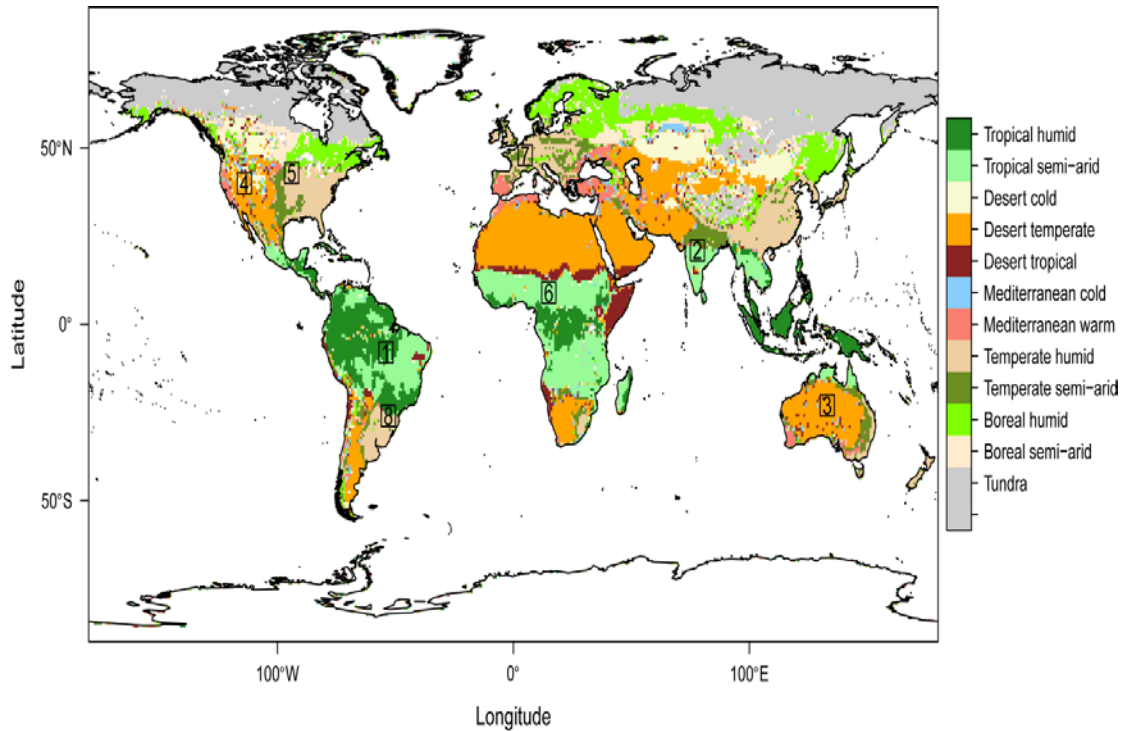 50°N
0°
50°S
Latitude
100°W
0°
100°E
Longitude
4
5
7
2
6
1
3
8
Tropical humid
Tropical semi−arid
Desert cold
Desert temperate
Desert tropical
Mediterranean cold
Mediterranean warm
Temperate humid
Temperate semi−arid
Boreal humid
Boreal semi−arid
Tundra